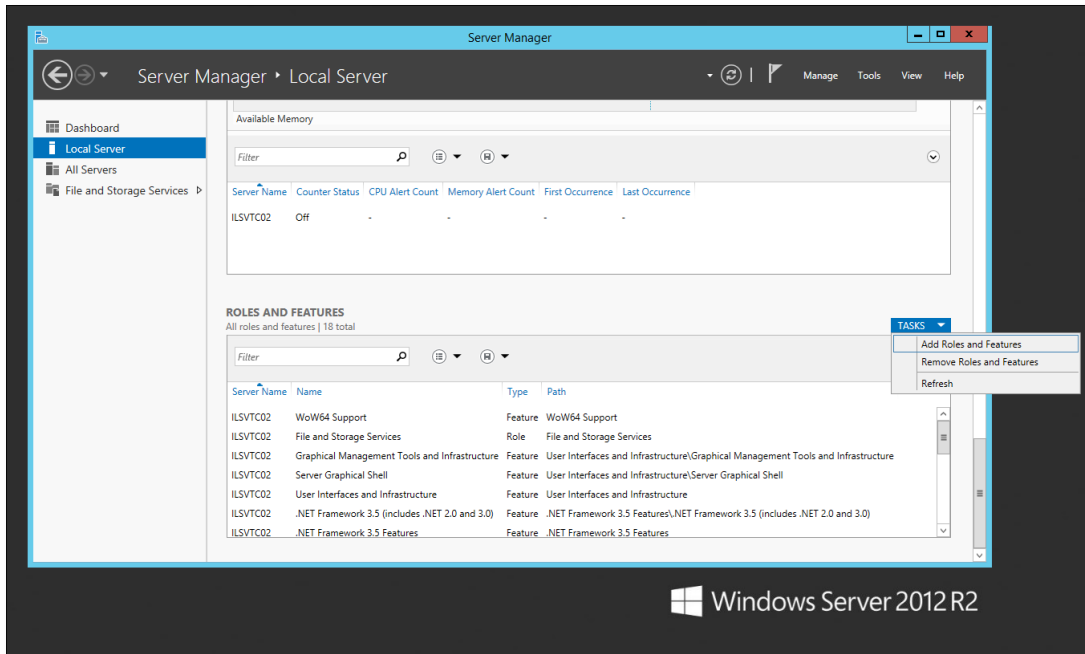 Server Manager
Server Manager • Local Server
Manage Tools View Help
Dashboard
Local Server
All Servers
File and Storage Services
Available Memory
Filter
Server Name Counter Status CPU Alert Count Memory Alert Count First Occurrence Last Occurrence
ILSVTC02 Off - - - -
ROLES AND FEATURES
All roles and features | 18 total
TASKS
Add Roles and Features
Remove Roles and Features
Refresh
Filter
Server Name Name Type Path
ILSVTC02 WoW64 Support Feature WoW64 Support
ILSVTC02 File and Storage Services Role File and Storage Services
ILSVTC02 Graphical Management Tools and Infrastructure Feature User Interfaces and Infrastructure\Graphical Management Tools and Infrastructure
ILSVTC02 Server Graphical Shell Feature User Interfaces and Infrastructure\Server Graphical Shell
ILSVTC02 User Interfaces and Infrastructure Feature User Interfaces and Infrastructure
ILSVTC02 .NET Framework 3.5 (includes .NET 2.0 and 3.0) Feature .NET Framework 3.5 Features\.NET Framework 3.5 (includes .NET 2.0 and 3.0)
ILSVTC02 .NET Framework 3.5 Features Feature .NET Framework 3.5 Features
Windows Server 2012 R2